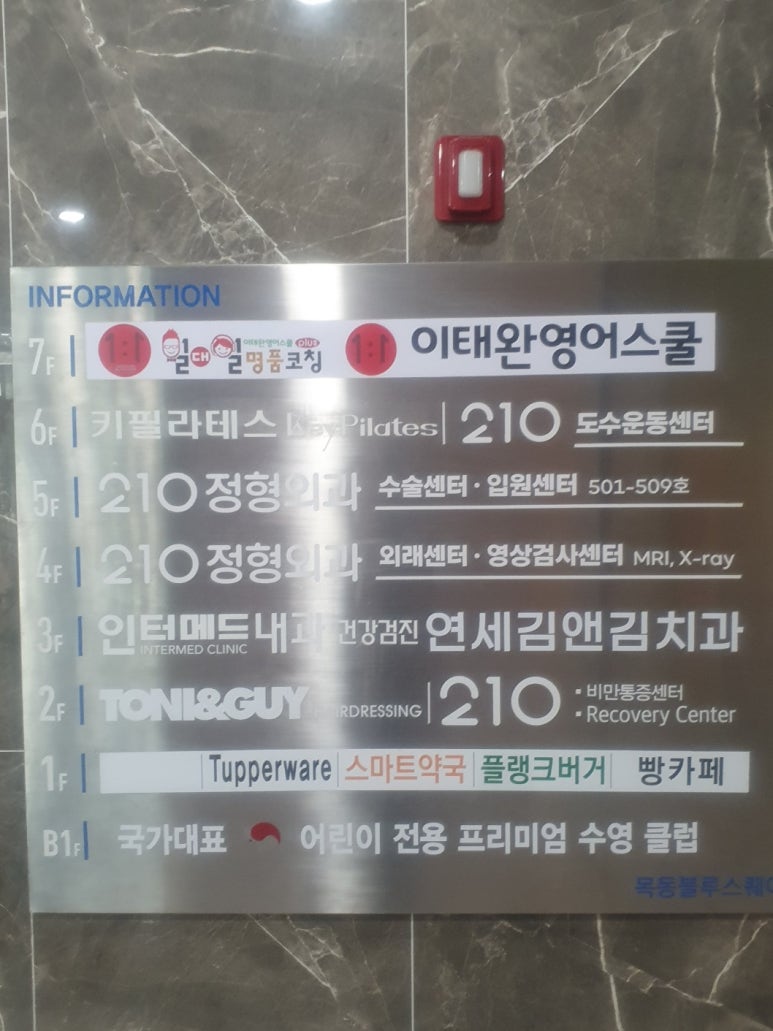 INFORMATION
7F 1:1 일대일 이태완영어스쿨 plus 명품코칭 1:1 이태완영어스쿨
6F 키필라테스 KeyPilates 210 도수운동센터
5F 210 정형외과 수술센터·입원센터 501-509호
4F 210 정형외과 외래센터·영상검사센터 MRI, X-ray
3F 인터메드내과 INTERMED CLINIC 건강검진 연세김앤김치과
2F TONI&GUY HAIRDRESSING 210 ▪비만통증센터
▪Recovery Center
1F Tupperware 스마트약국 플랭크버거 빵카페
B1F 국가대표 어린이 전용 프리미엄 수영 클럽
목동블루스퀘어